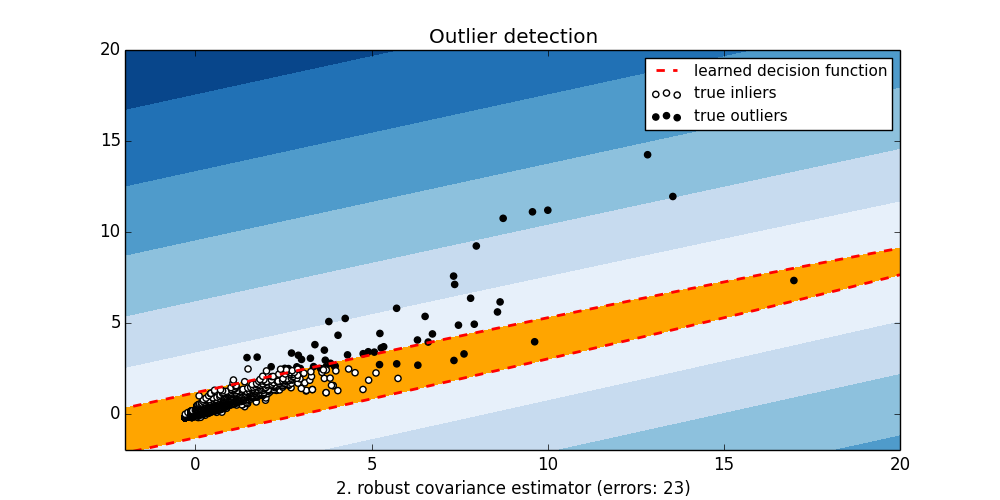 Outlier detection
learned decision function
true inliers
true outliers
20
15
10
5
0
0
5
10
15
20
2. robust covariance estimator (errors: 23)